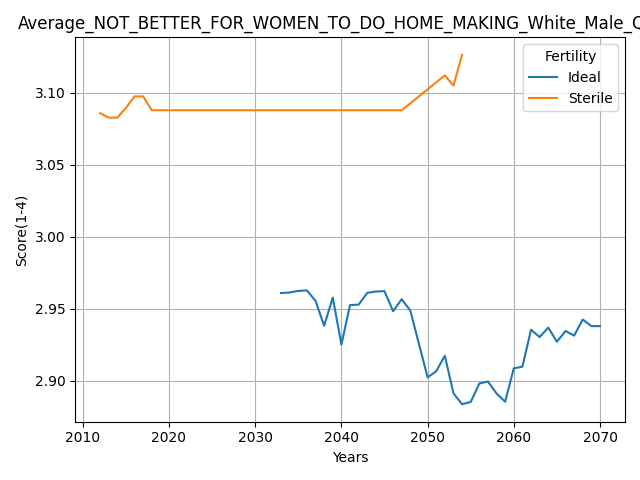 Average_NOT_BETTER_FOR_WOMEN_TO_DO_HOME_MAKING_White_Male_
Fertility
Ideal
Sterile
Score(1-4)
3.10
3.05
3.00
2.95
2.90
2010 2020 2030 2040 2050 2060 2070
Years